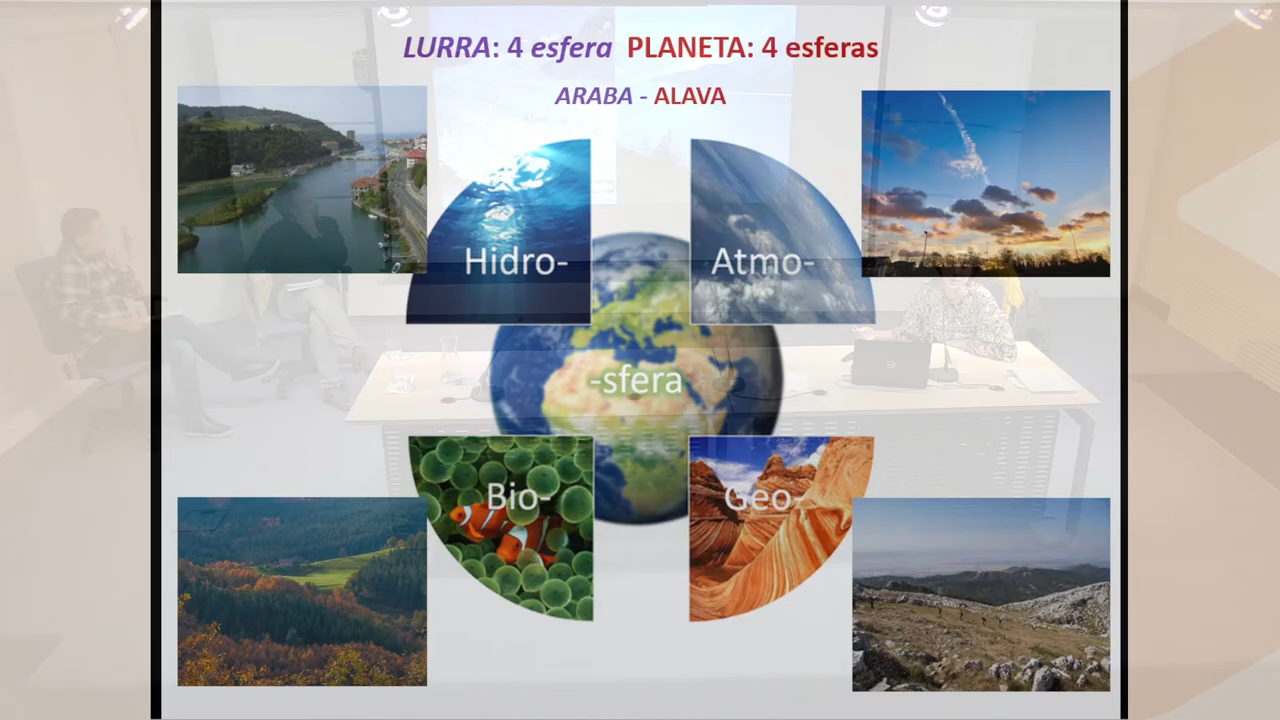 LURRA: 4 esfera PLANETA: 4 esferas
ARABA - ALAVA
Hidro-
Atmo-
-sfera
Bio-
Geo-